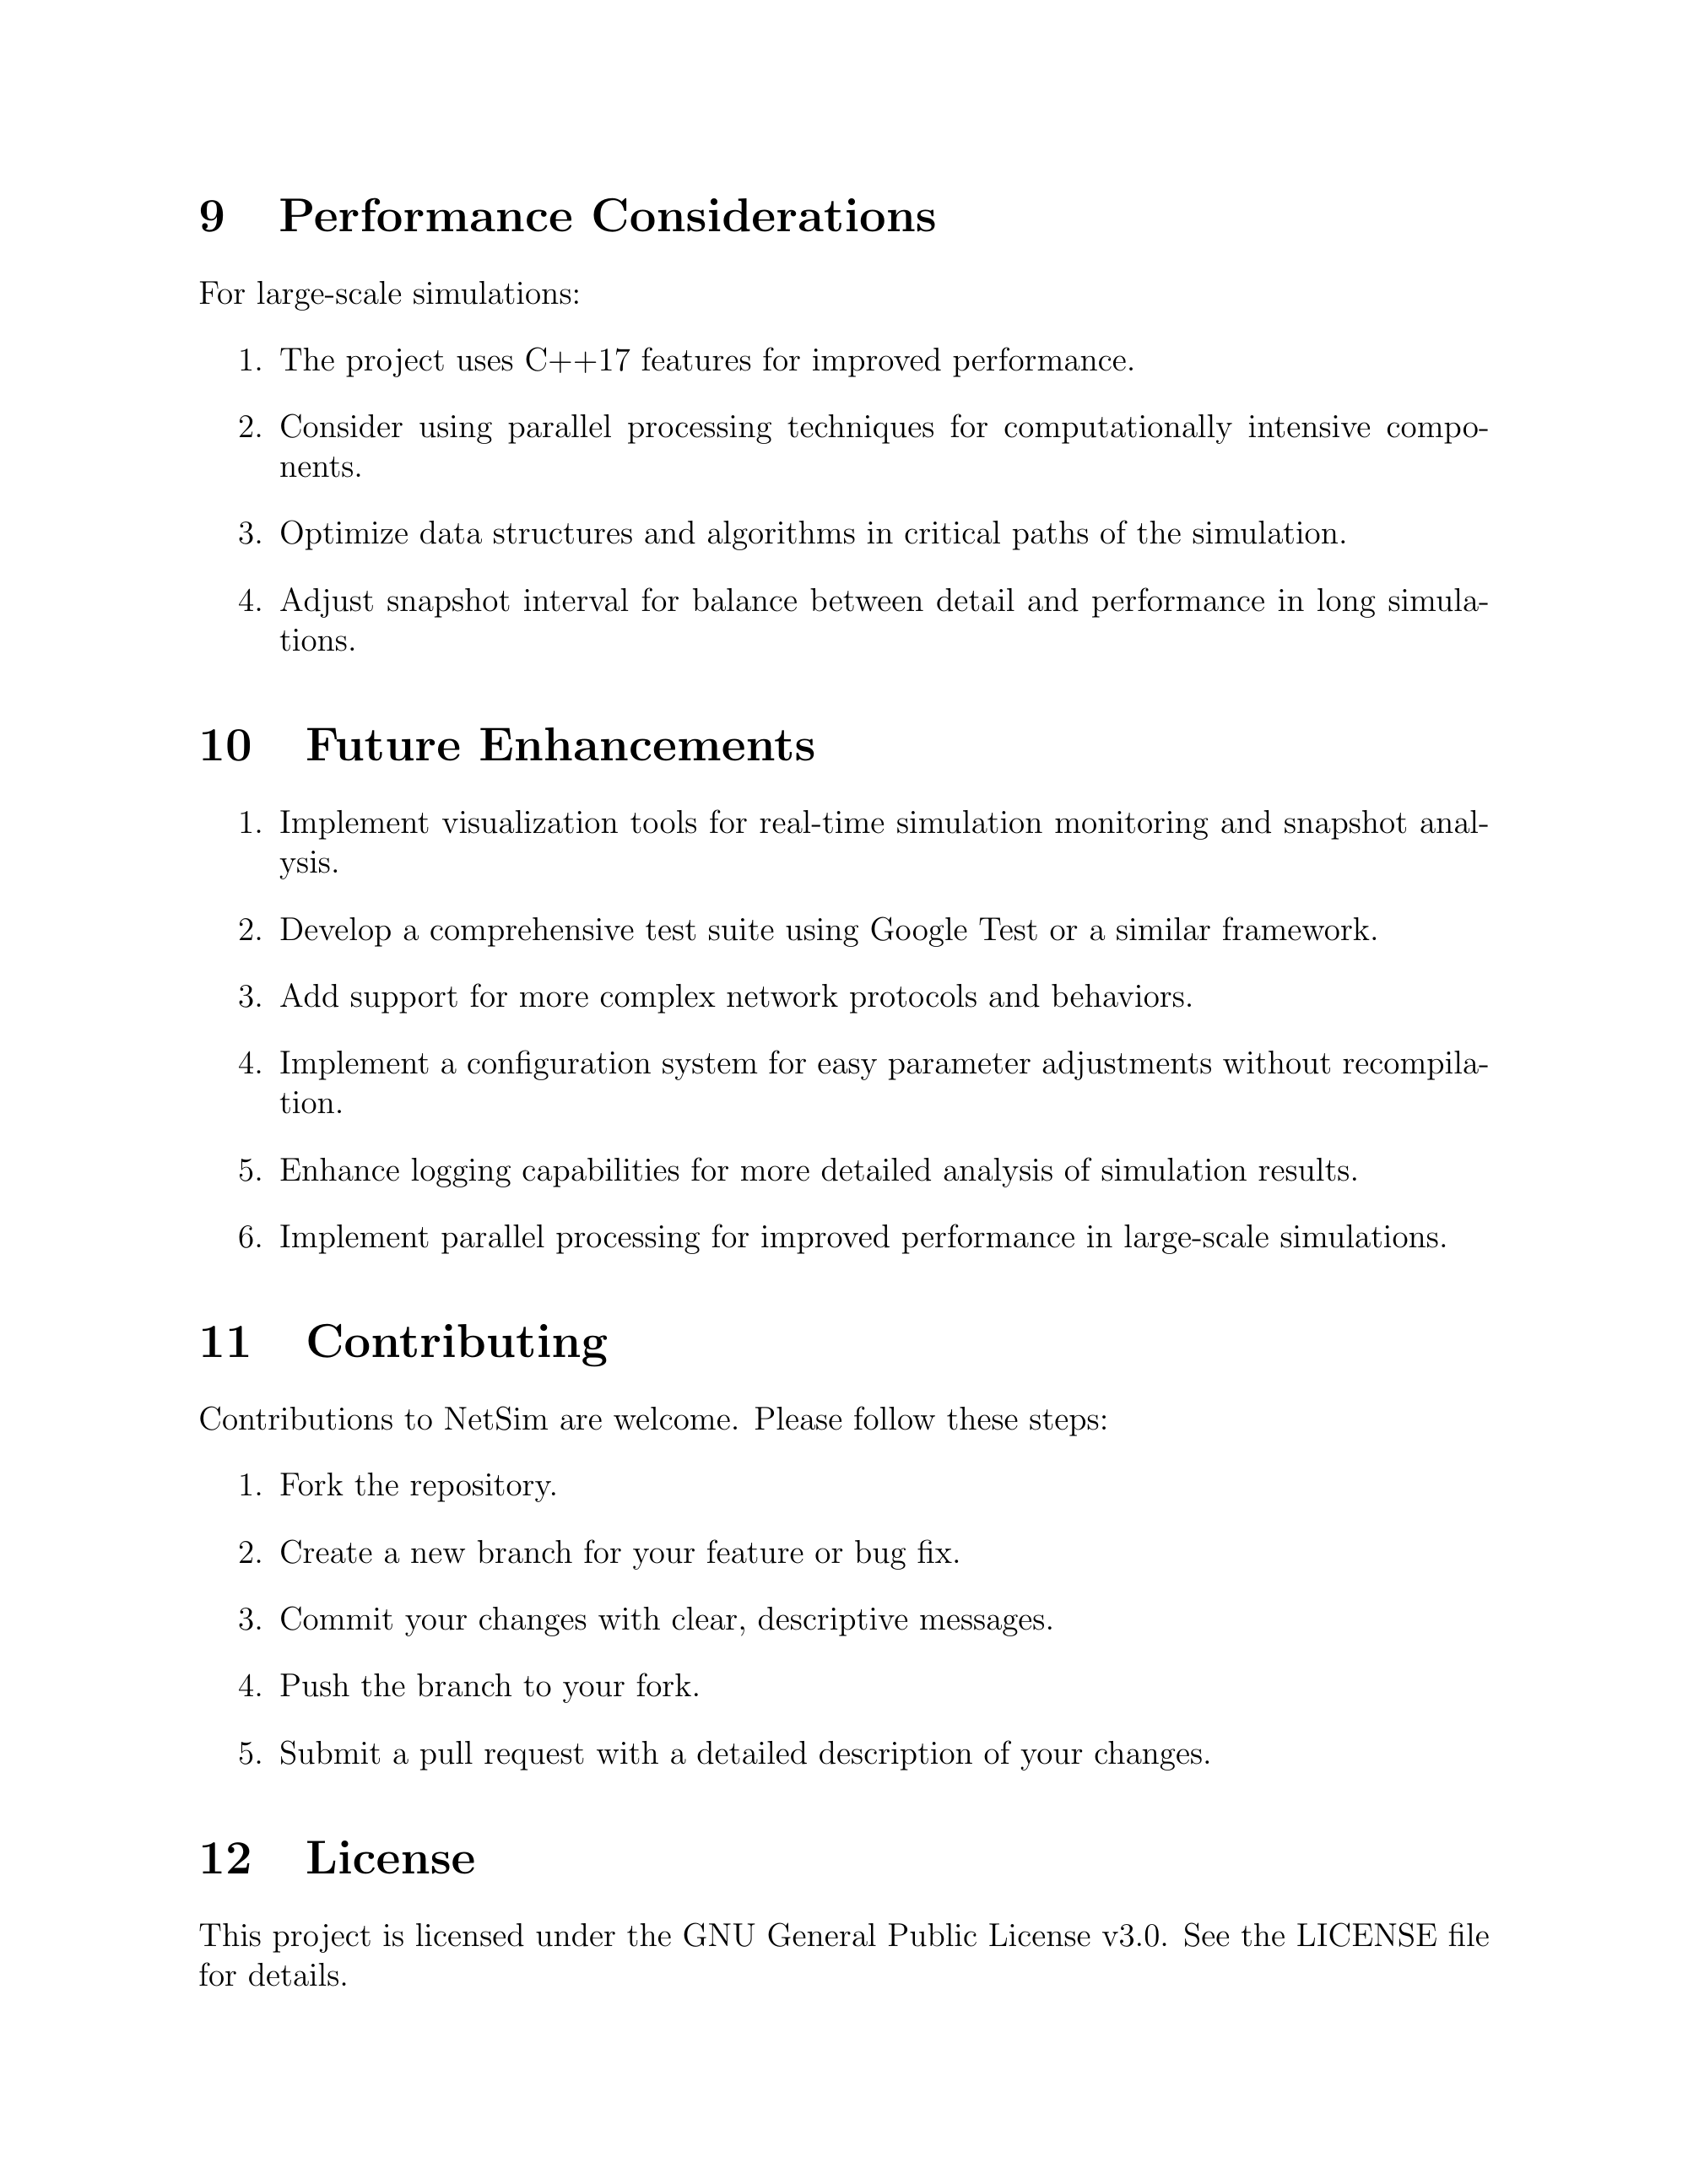 9 Performance Considerations
For large-scale simulations:
1. The project uses C++17 features for improved performance.
2. Consider using parallel processing techniques for computationally intensive compo-
nents.
3. Optimize data structures and algorithms in critical paths of the simulation.
4. Adjust snapshot interval for balance between detail and performance in long simula-
tions.
10 Future Enhancements
1. Implement visualization tools for real-time simulation monitoring and snapshot anal-
ysis.
2. Develop a comprehensive test suite using Google Test or a similar framework.
3. Add support for more complex network protocols and behaviors.
4. Implement a configuration system for easy parameter adjustments without recompila-
tion.
5. Enhance logging capabilities for more detailed analysis of simulation results.
6. Implement parallel processing for improved performance in large-scale simulations.
11 Contributing
Contributions to NetSim are welcome. Please follow these steps:
1. Fork the repository.
2. Create a new branch for your feature or bug fix.
3. Commit your changes with clear, descriptive messages.
4. Push the branch to your fork.
5. Submit a pull request with a detailed description of your changes.
12 License
This project is licensed under the GNU General Public License v3.0. See the LICENSE file
for details.